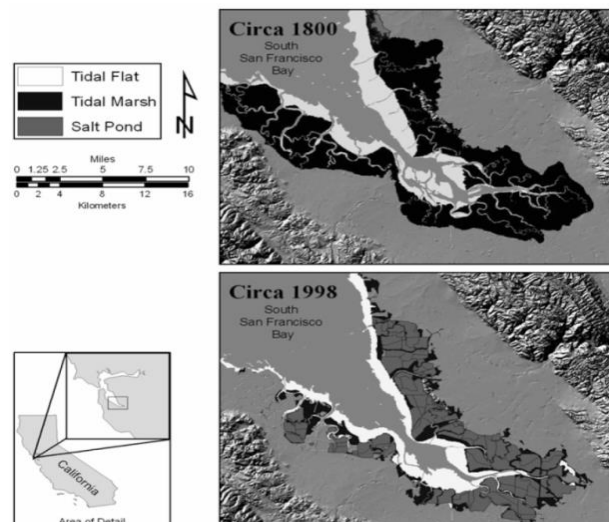 Tidal Flat
Tidal Marsh
Salt Pond
N
Miles
0 1.25 2.5 5 7.5 10
0 2 4 8 12 16
Kilometers
Circa 1800
South
San Francisco
Bay
Circa 1998
South
San Francisco
Bay
California
Area of Detail